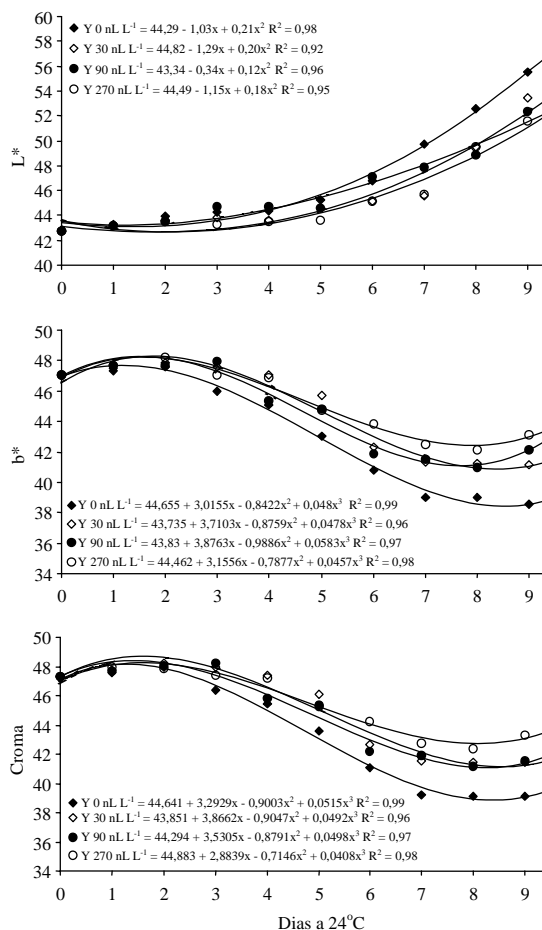 60
58
56
54
52
50
48
46
44
42
40
L*
Y 0 nL L⁻¹ = 44,29 - 1,03x + 0,21x² R² = 0,98
Y 30 nL L⁻¹ = 44,82 - 1,29x + 0,20x² R² = 0,92
Y 90 nL L⁻¹ = 43,34 - 0,34x + 0,12x² R² = 0,96
Y 270 nL L⁻¹ = 44,49 - 1,15x + 0,18x² R² = 0,95
0 1 2 3 4 5 6 7 8 9
50
48
46
44
42
40
38
36
34
b*
Y 0 nL L⁻¹ = 44,655 + 3,0155x - 0,8422x² + 0,048x³ R² = 0,99
Y 30 nL L⁻¹ = 43,735 + 3,7103x - 0,8759x² + 0,0478x³ R² = 0,96
Y 90 nL L⁻¹ = 43,83 + 3,8763x - 0,9886x² + 0,0583x³ R² = 0,97
Y 270 nL L⁻¹ = 44,462 + 3,1556x - 0,7877x² + 0,0457x³ R² = 0,98
0 1 2 3 4 5 6 7 8 9
50
48
46
44
42
40
38
36
34
Croma
Y 0 nL L⁻¹ = 44,641 + 3,2929x - 0,9003x² + 0,0515x³ R² = 0,99
Y 30 nL L⁻¹ = 43,851 + 3,8662x - 0,9047x² + 0,0492x³ R² = 0,96
Y 90 nL L⁻¹ = 44,294 + 3,5305x - 0,8791x² + 0,0498x³ R² = 0,97
Y 270 nL L⁻¹ = 44,883 + 2,8839x - 0,7146x² + 0,0408x³ R² = 0,98
0 1 2 3 4 5 6 7 8 9
Dias a 24°C